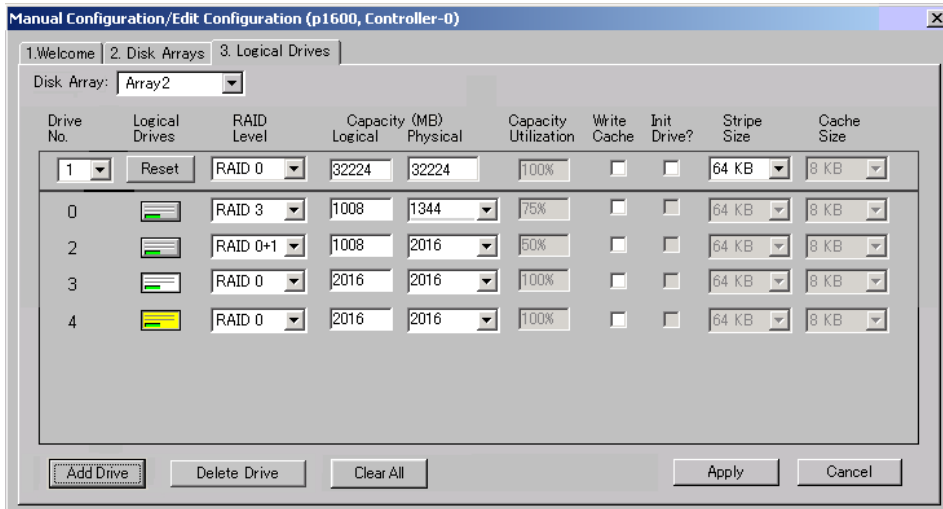 Manual Configuration/Edit Configuration (p1600, Controller-0)
1.Welcome 2. Disk Arrays 3. Logical Drives
Disk Array: Array2
Drive No. Logical Drives RAID Level Capacity (MB) Logical Physical Capacity Utilization Write Cache Init Drive? Stripe Size Cache Size
1 Reset RAID 0 32224 32224 100% 64 KB 8 KB
0 RAID 3 1008 1344 75% 64 KB 8 KB
2 RAID 0+1 1008 2016 50% 64 KB 8 KB
3 RAID 0 2016 2016 100% 64 KB 8 KB
4 RAID 0 2016 2016 100% 64 KB 8 KB
Add Drive Delete Drive Clear All Apply Cancel